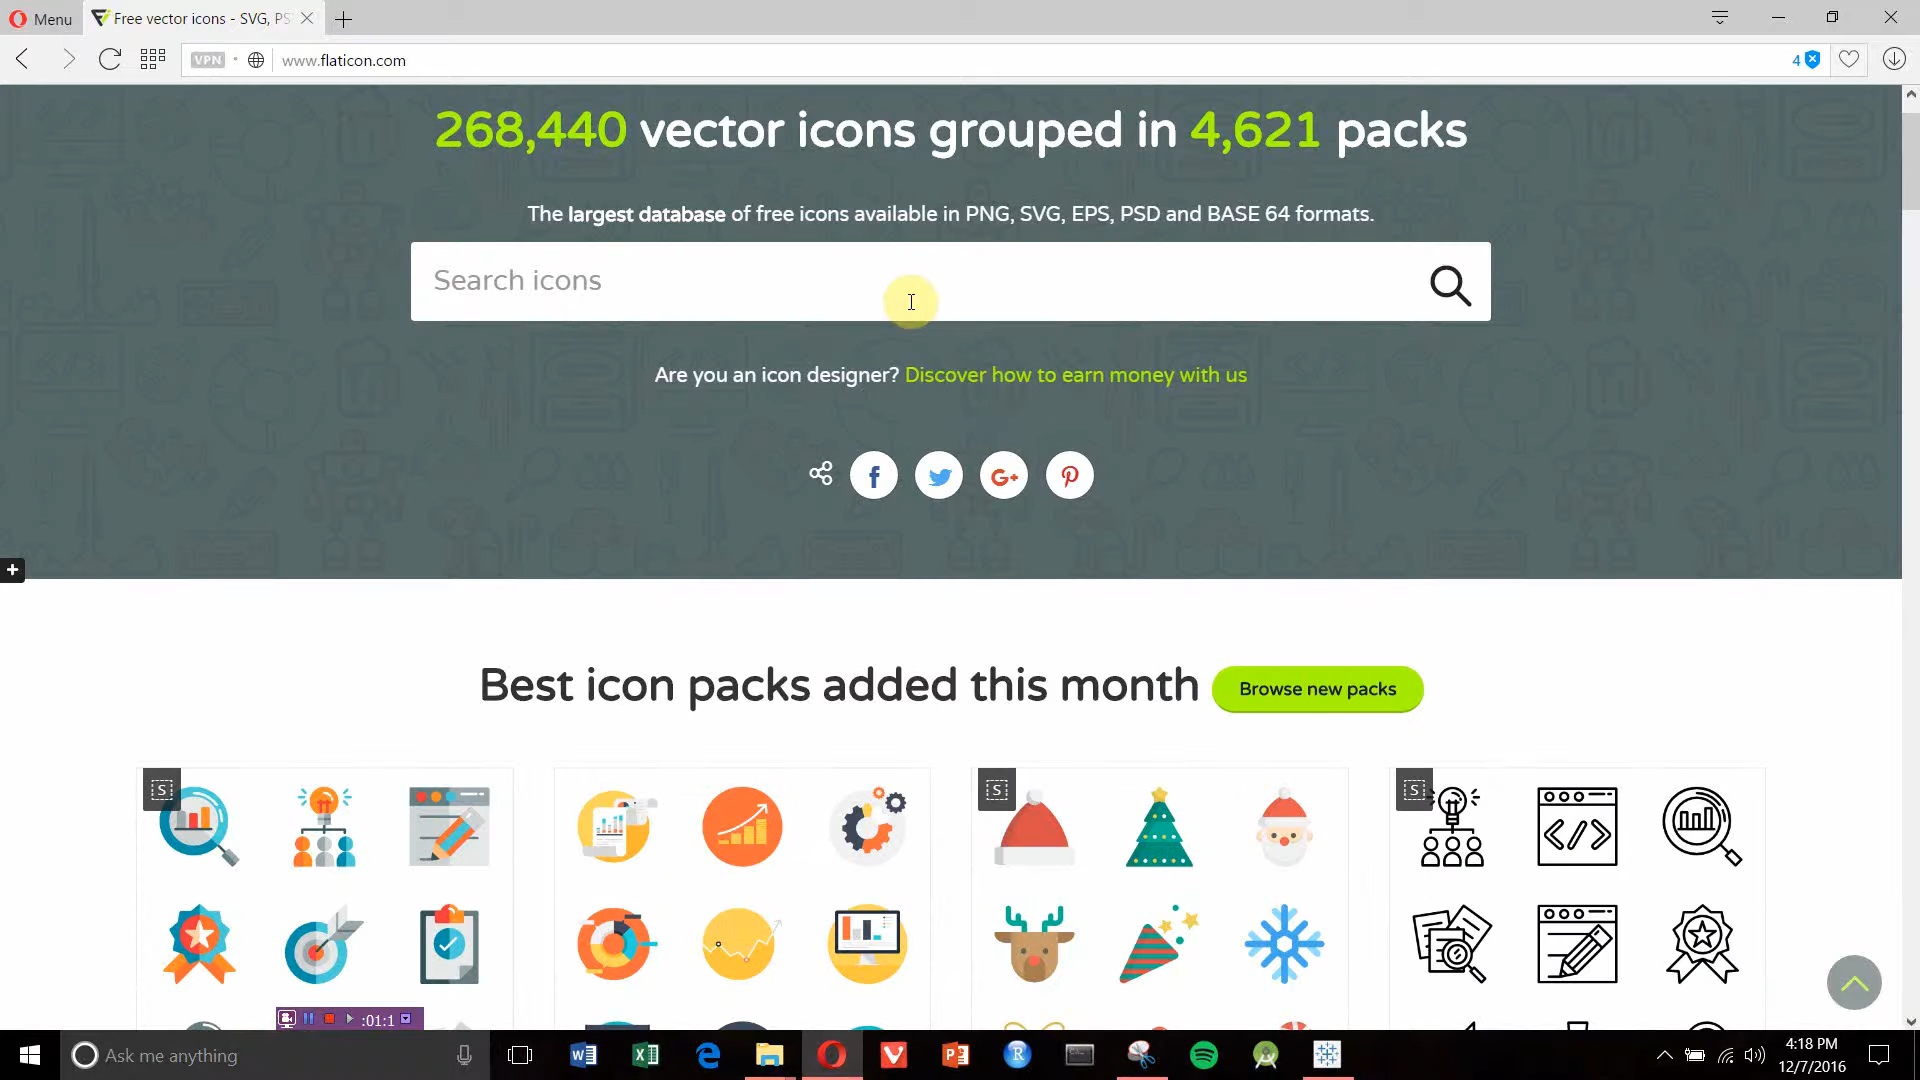 Menu
Free vector icons - SVG, PS
VPN
www.flaticon.com
4
268,440 vector icons grouped in 4,621 packs
The largest database of free icons available in PNG, SVG, EPS, PSD and BASE 64 formats.
Search icons
Are you an icon designer? Discover how to earn money with us
Best icon packs added this month
Browse new packs
S
S
S
:01:1
Ask me anything
4:18 PM
12/7/2016